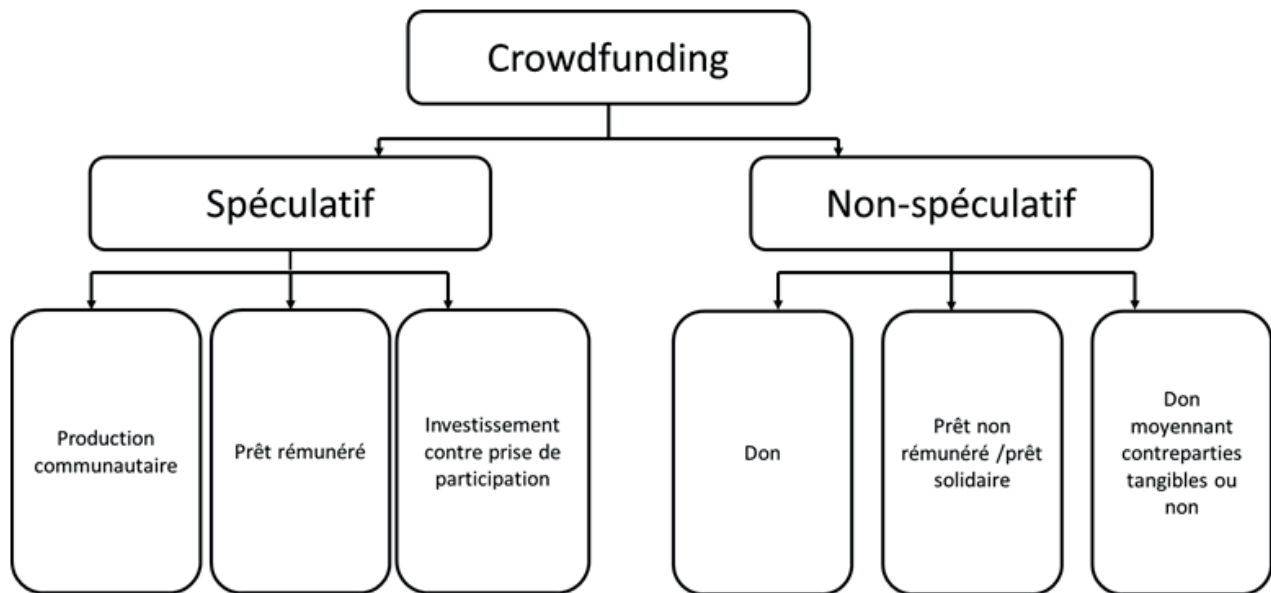 Crowdfunding
Spéculatif
Non-spéculatif
Production
communautaire
Prêt rémunéré
Investissement
contre prise de
participation
Don
Prêt non
rémunéré /prêt
solidaire
Don
moyennant
contreparties
tangibles ou
non